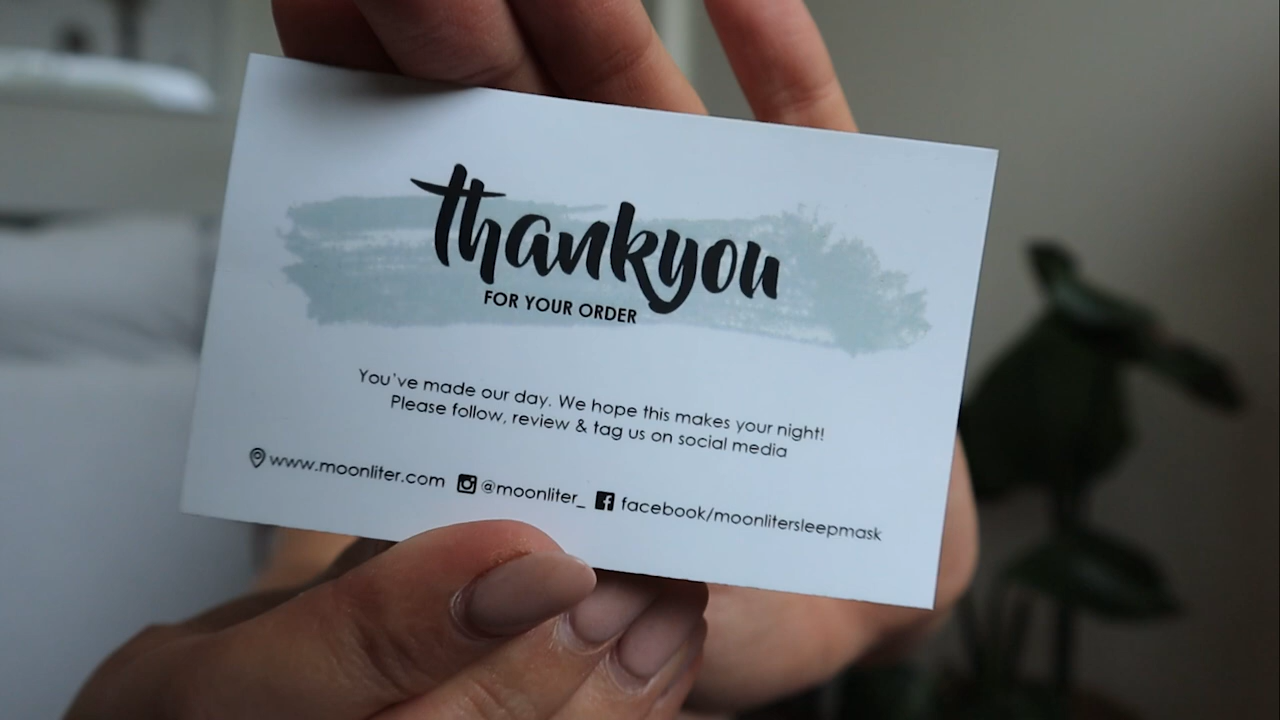 thankyou
FOR YOUR ORDER
You've made our day. We hope this makes your night!
Please follow, review & tag us on social media
www.moonliter.com @moonliter_ facebook/moonlitersleepmask